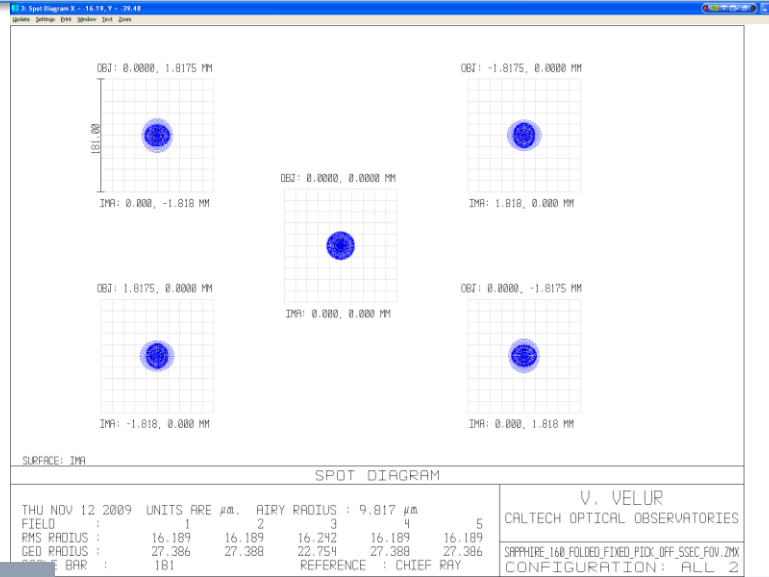 3: Spot Diagram X = -16.19, Y = -39.48
Update Settings Print Window Text Zoom
OBJ: 0.0000, 1.8175 MM
OBJ: -1.8175, 0.0000 MM
181.00
OBJ: 0.0000, 0.0000 MM
IMA: 0.000, -1.818 MM
IMA: 1.818, 0.000 MM
OBJ: 1.8175, 0.0000 MM
OBJ: 0.0000, -1.8175 MM
IMA: 0.000, 0.000 MM
IMA: -1.818, 0.000 MM
IMA: 0.000, 1.818 MM
SURFACE: IMA
SPOT DIAGRAM
THU NOV 12 2009 UNITS ARE µm. AIRY RADIUS : 9.817 µm
FIELD : 1 2 3 4 5
RMS RADIUS : 16.189 16.189 16.242 16.189 16.189
GEO RADIUS : 27.386 27.388 22.754 27.388 27.386
BAR : 181 REFERENCE : CHIEF RAY
V. VELUR
CALTECH OPTICAL OBSERVATORIES
SAPPHIRE_160_FOLDED_FIXED_PICK_OFF_5SEC_FOV.ZMX
CONFIGURATION: ALL 2